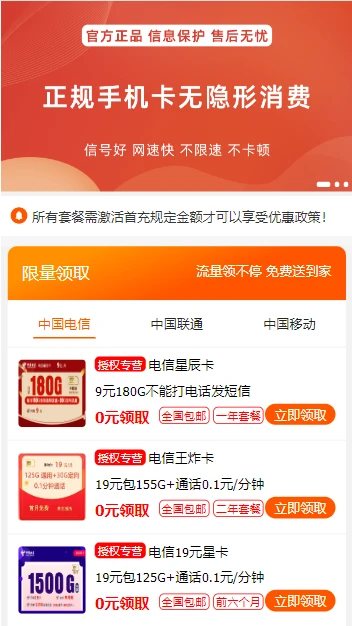 官方正品 信息保护 售后无忧
正规手机卡无隐形消费
信号好 网速快 不限速 不卡顿
所有套餐需激活首充规定金额才可以享受优惠政策!
限量领取
流量领不停 免费送到家
中国电信 中国联通 中国移动
授权专营 电信星辰卡
180G
9元180G不能打电话发短信
0元领取 全国包邮 一年套餐 立即领取
授权专营 电信王炸卡
19元包155G+通话0.1元/分钟
125G 通用+30G定向
0.1分钟通话
0元领取 全国包邮 二年套餐 立即领取
授权专营 电信19元星卡
1500G
19元包125G+通话0.1元/分钟
0元领取 全国包邮 前六个月 立即领取